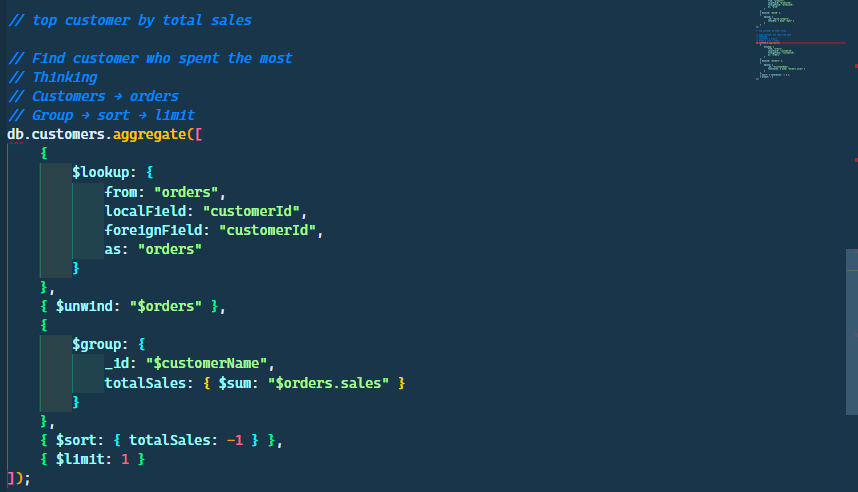 // top customer by total sales
// Find customer who spent the most
// Thinking
// Customers → orders
// Group → sort → limit
db.customers.aggregate([
{
$lookup: {
from: "orders",
localField: "customerId",
foreignField: "customerId",
as: "orders"
}
},
{ $unwind: "$orders" },
{
$group: {
_id: "$customerName",
totalSales: { $sum: "$orders.sales" }
}
},
{ $sort: { totalSales: -1 } },
{ $limit: 1 }
]);